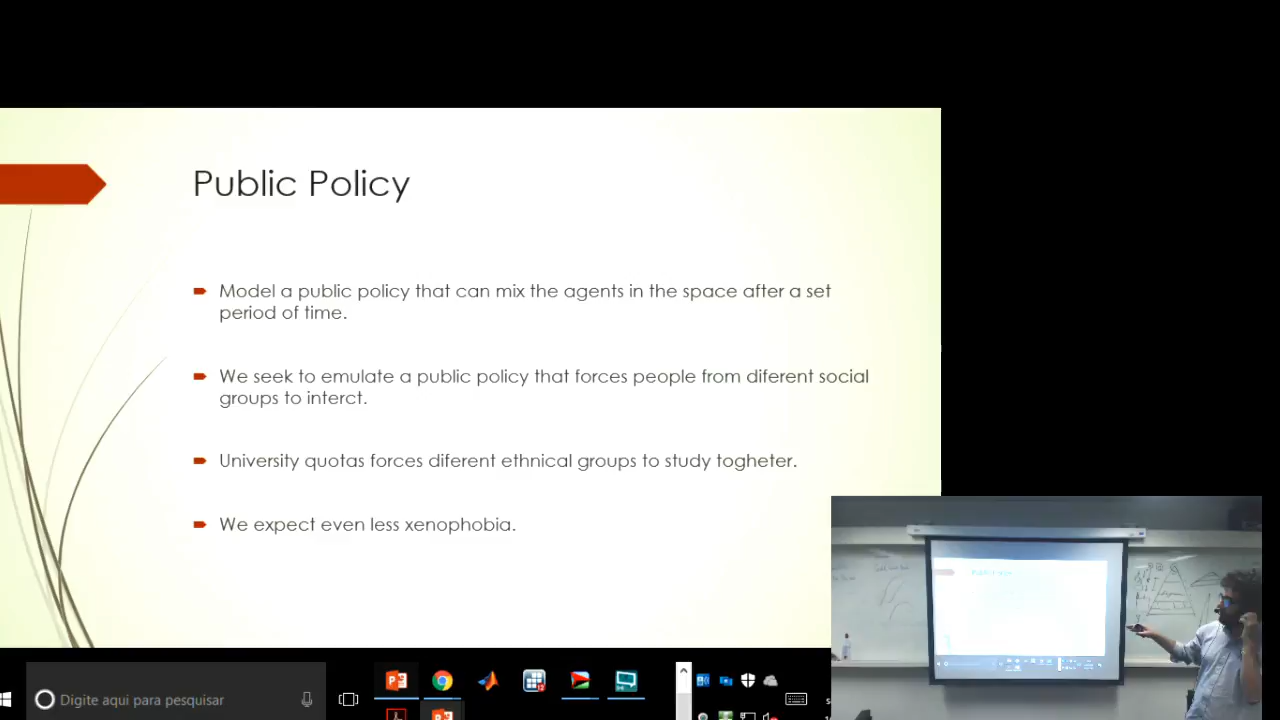 Public Policy
Model a public policy that can mix the agents in the space after a set
period of time.
We seek to emulate a public policy that forces people from diferent social
groups to interct.
University quotas forces diferent ethnical groups to study togheter.
We expect even less xenophobia.
Digite aqui para pesquisar